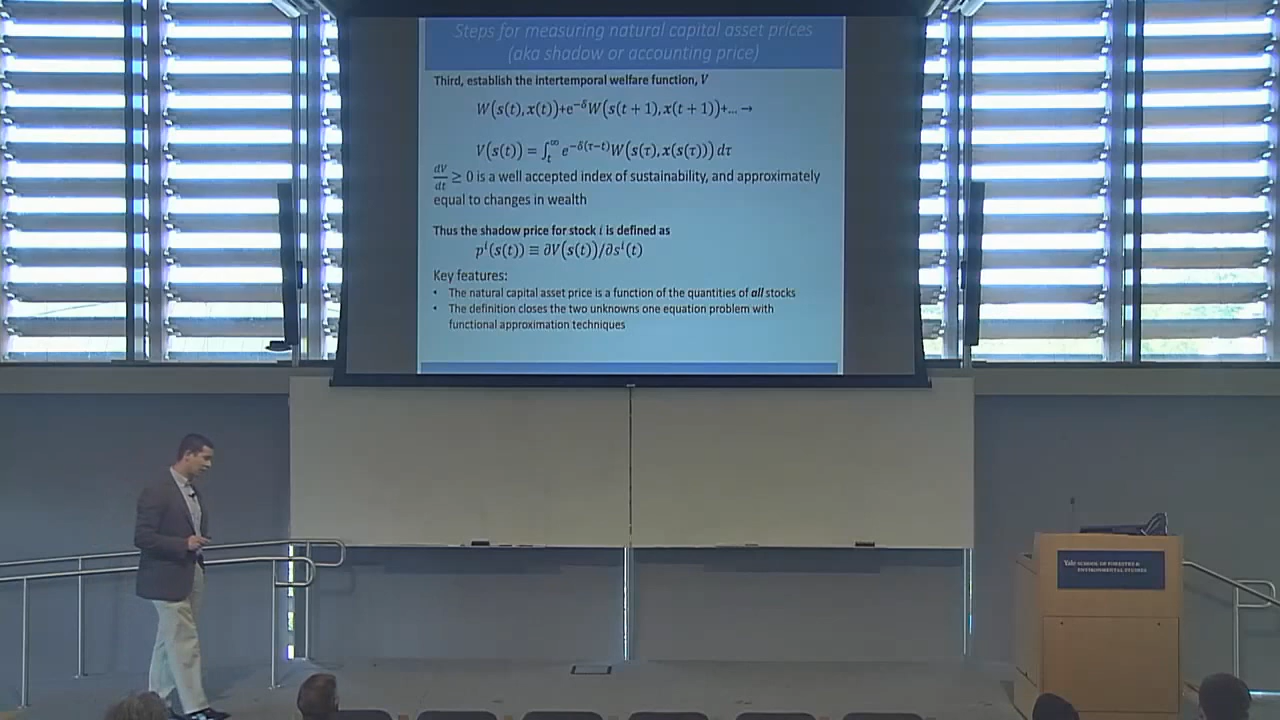 Steps for measuring natural capital asset prices
(aka shadow or accounting price)
Third, establish the intertemporal welfare function, V
W(s(t), x(t))+e^{−δ}W(s(t + 1), x(t + 1))+... →
V(s(t)) = ∫_t^∞ e^{−δ(τ−t)}W(s(τ), x(s(τ))) dτ
dV/dt ≥ 0 is a well accepted index of sustainability, and approximately
equal to changes in wealth
Thus the shadow price for stock i is defined as
p^i(s(t)) ≡ ∂V(s(t))/∂s^i(t)
Key features:
• The natural capital asset price is a function of the quantities of all stocks
• The definition closes the two unknowns one equation problem with
functional approximation techniques
Yale SCHOOL OF FORESTRY &
ENVIRONMENTAL STUDIES